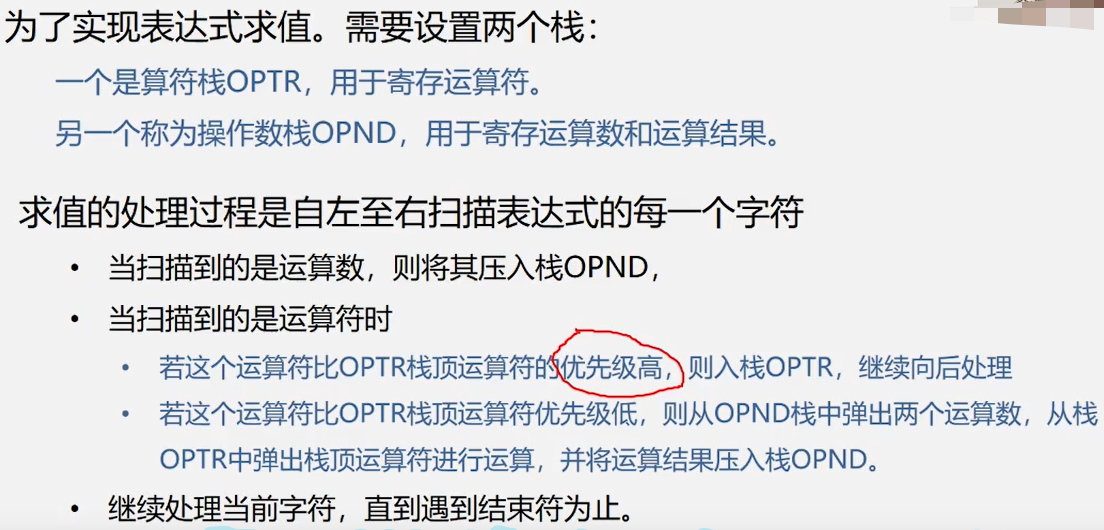 为了实现表达式求值。需要设置两个栈：
一个是算符栈OPTR，用于寄存运算符。
另一个称为操作数栈OPND，用于寄存运算数和运算结果。
求值的处理过程是自左至右扫描表达式的每一个字符
• 当扫描到的是运算数，则将其压入栈OPND，
• 当扫描到的是运算符时
• 若这个运算符比OPTR栈顶运算符的优先级高，则入栈OPTR，继续向后处理
• 若这个运算符比OPTR栈顶运算符优先级低，则从OPND栈中弹出两个运算数，从栈
OPTR中弹出栈顶运算符进行运算，并将运算结果压入栈OPND。
• 继续处理当前字符，直到遇到结束符为止。